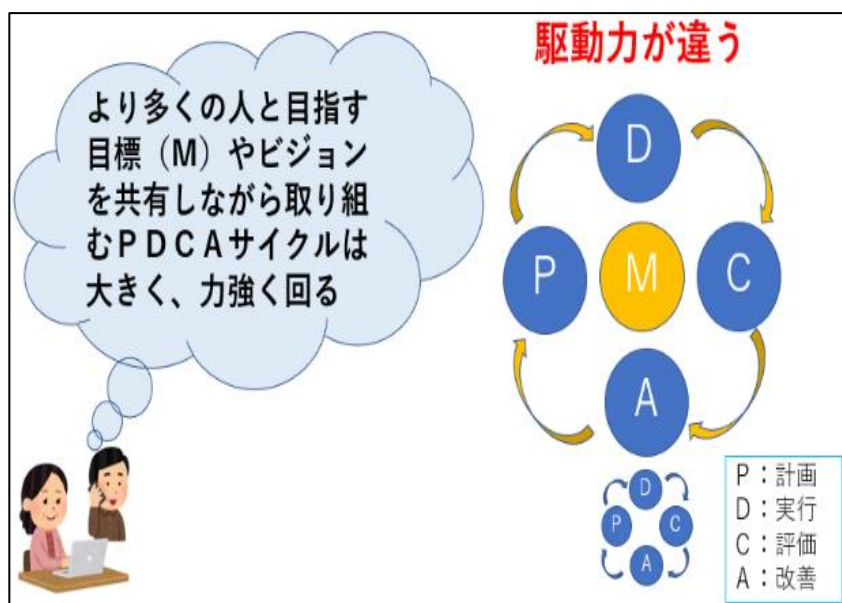 駆動力が違う
より多くの人と目指す
目標（M）やビジョン
を共有しながら取り組
むＰＤＣＡサイクルは
大きく、力強く回る
D
P
M
C
A
D
P
C
A
P：計画
D：実行
C：評価
A：改善